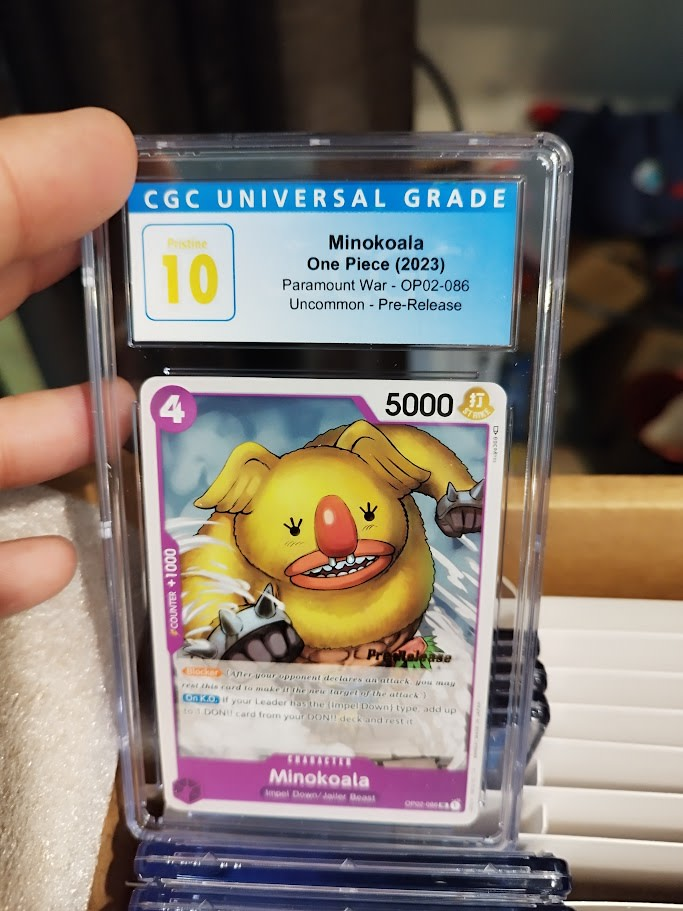 CGC UNIVERSAL GRADE
Pristine
10
Minokoala
One Piece (2023)
Paramount War - OP02-086
Uncommon - Pre-Release
4
5000
打
STRIKE
COUNTER +1000
Pre-Release
Blocker (After your opponent declares an attack, you may
rest this card to make it the new target of the attack.)
On K.O. If your Leader has the {Impel Down} type, add up
to 1 DON!! card from your DON!! deck and rest it.
CHARACTER
Minokoala
Impel Down/Jailer Beast
OP02-086